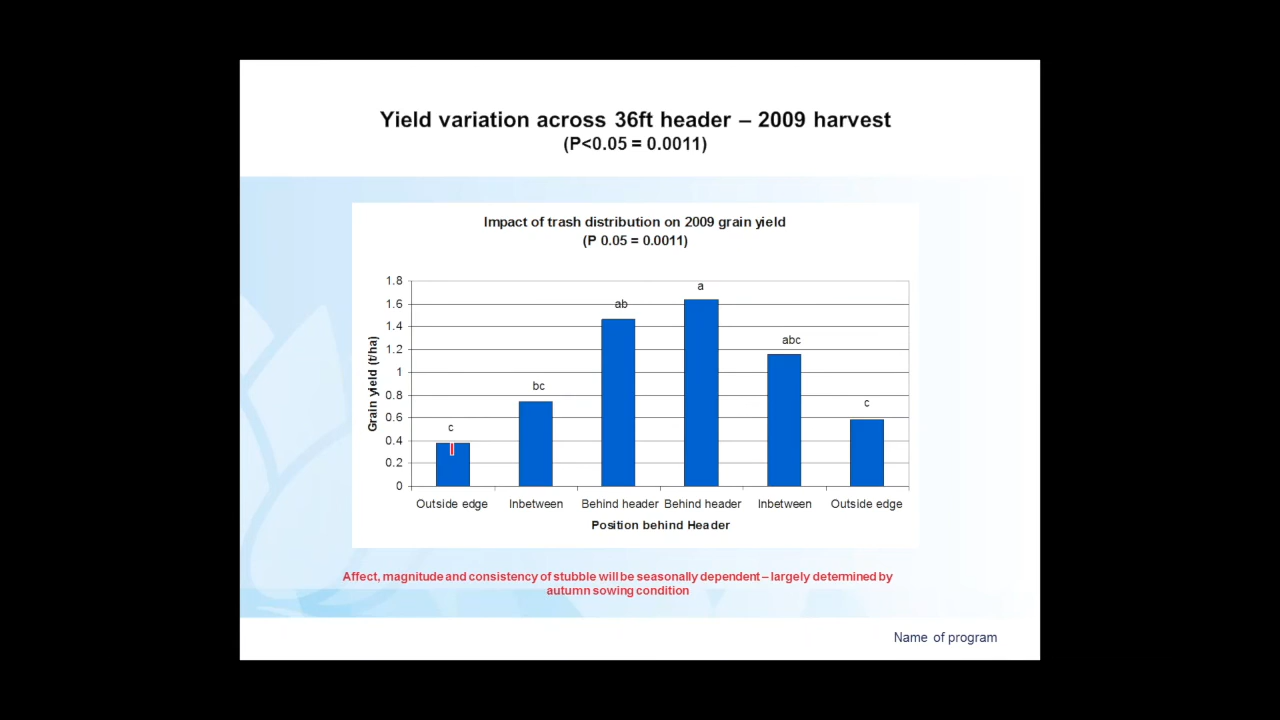 Yield variation across 36ft header – 2009 harvest
(P<0.05 = 0.0011)
Impact of trash distribution on 2009 grain yield
(P 0.05 = 0.0011)
Grain yield (t/ha)
1.8
1.6
1.4
1.2
1
0.8
0.6
0.4
0.2
0
c
bc
ab
a
abc
c
Outside edge Inbetween Behind header Behind header Inbetween Outside edge
Position behind Header
Affect, magnitude and consistency of stubble will be seasonally dependent – largely determined by
autumn sowing condition
Name of program